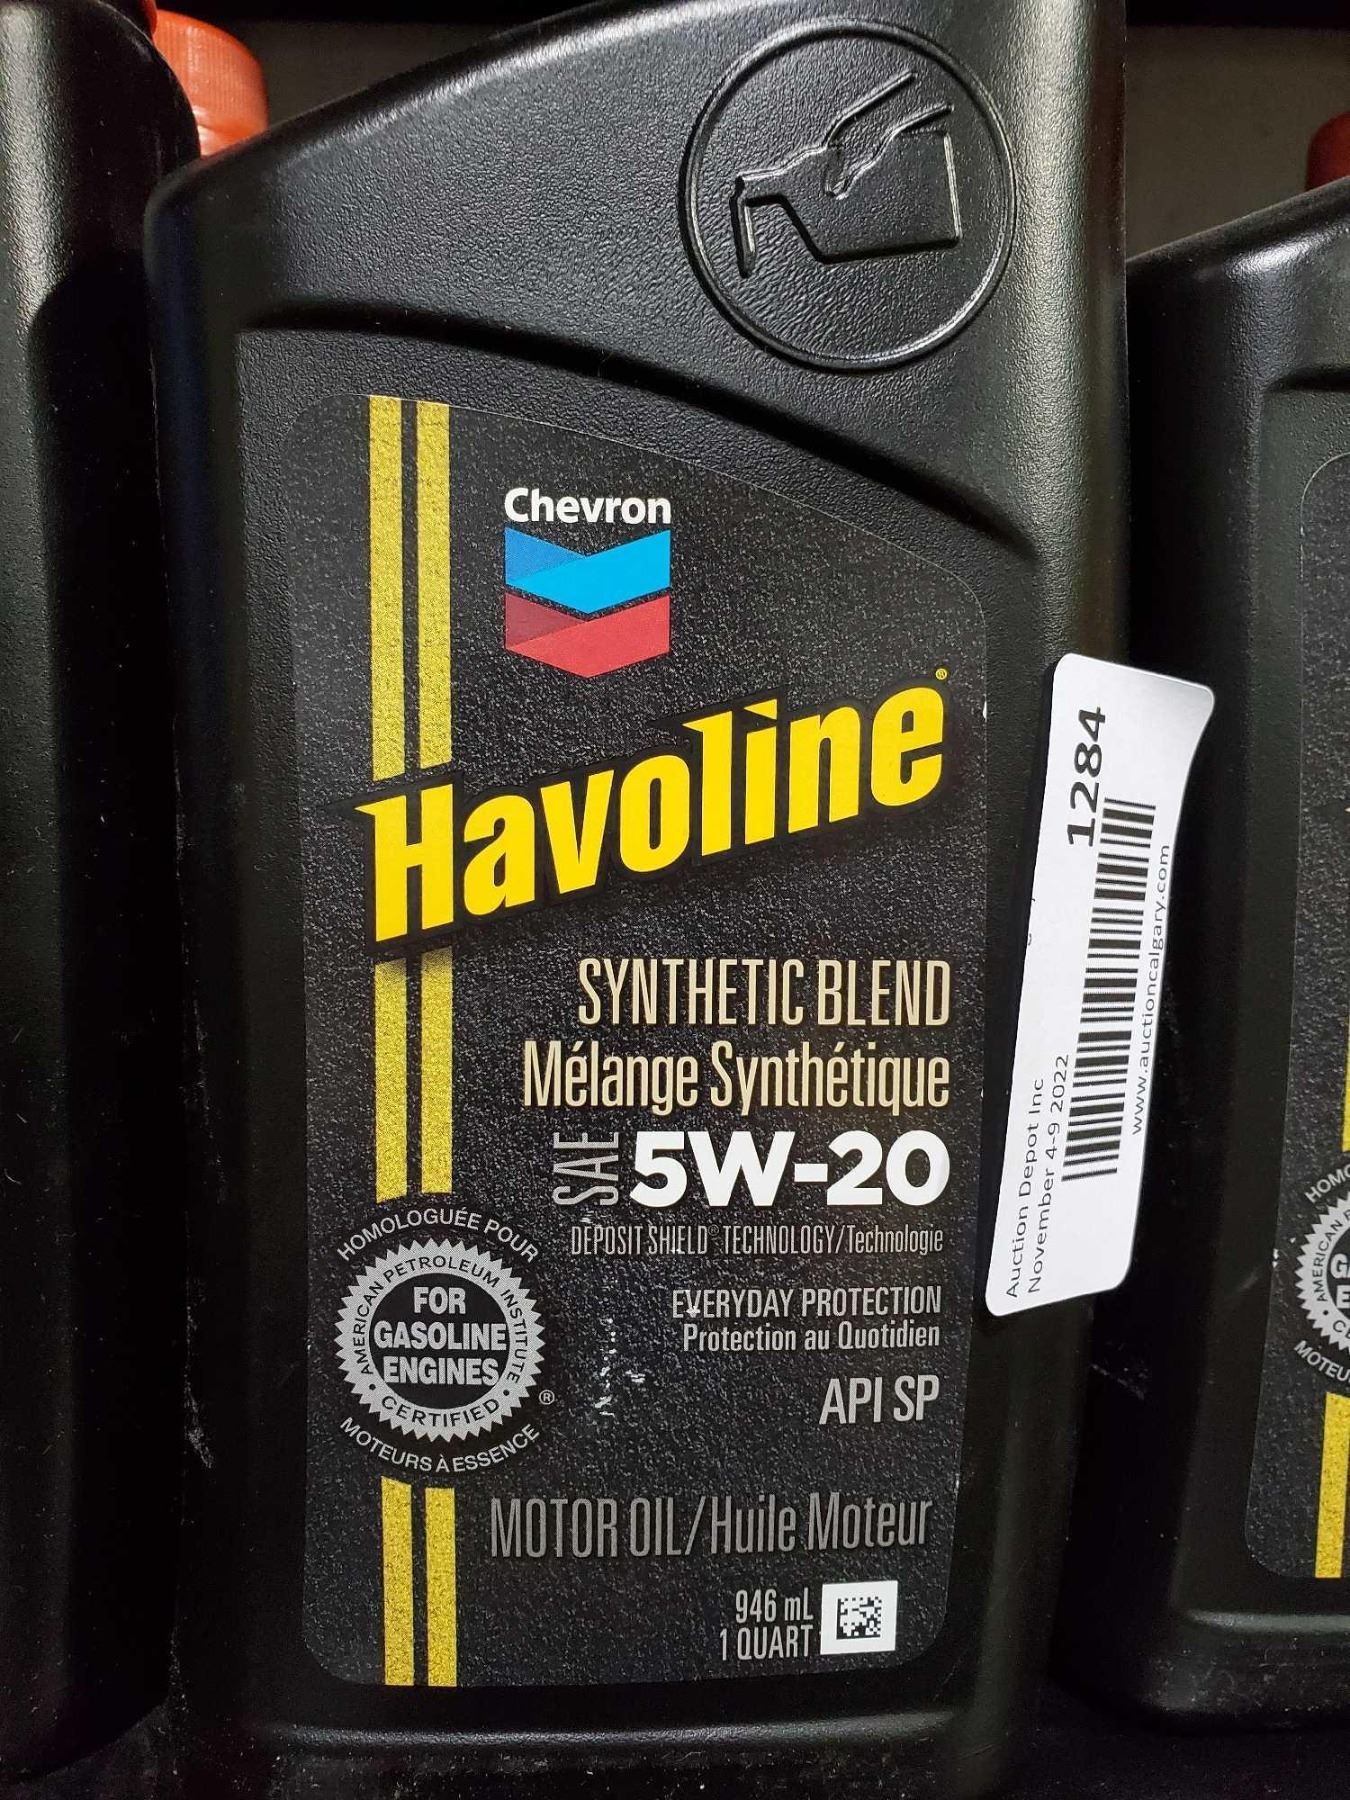 Chevron
Havoline®
SYNTHETIC BLEND
Mélange Synthétique
SAE 5W-20
DEPOSIT SHIELD® TECHNOLOGY/Technologie
EVERYDAY PROTECTION
Protection au Quotidien
API SP
HOMOLOGUÉE POUR
AMERICAN PETROLEUM INSTITUTE
FOR
GASOLINE
ENGINES
CERTIFIED
®
MOTEURS À ESSENCE
MOTOR OIL/Huile Moteur
946 mL
1 QUART
1284
Auction Depot Inc
November 4-9 2022
www.auctioncalgary.com
AMERICAN